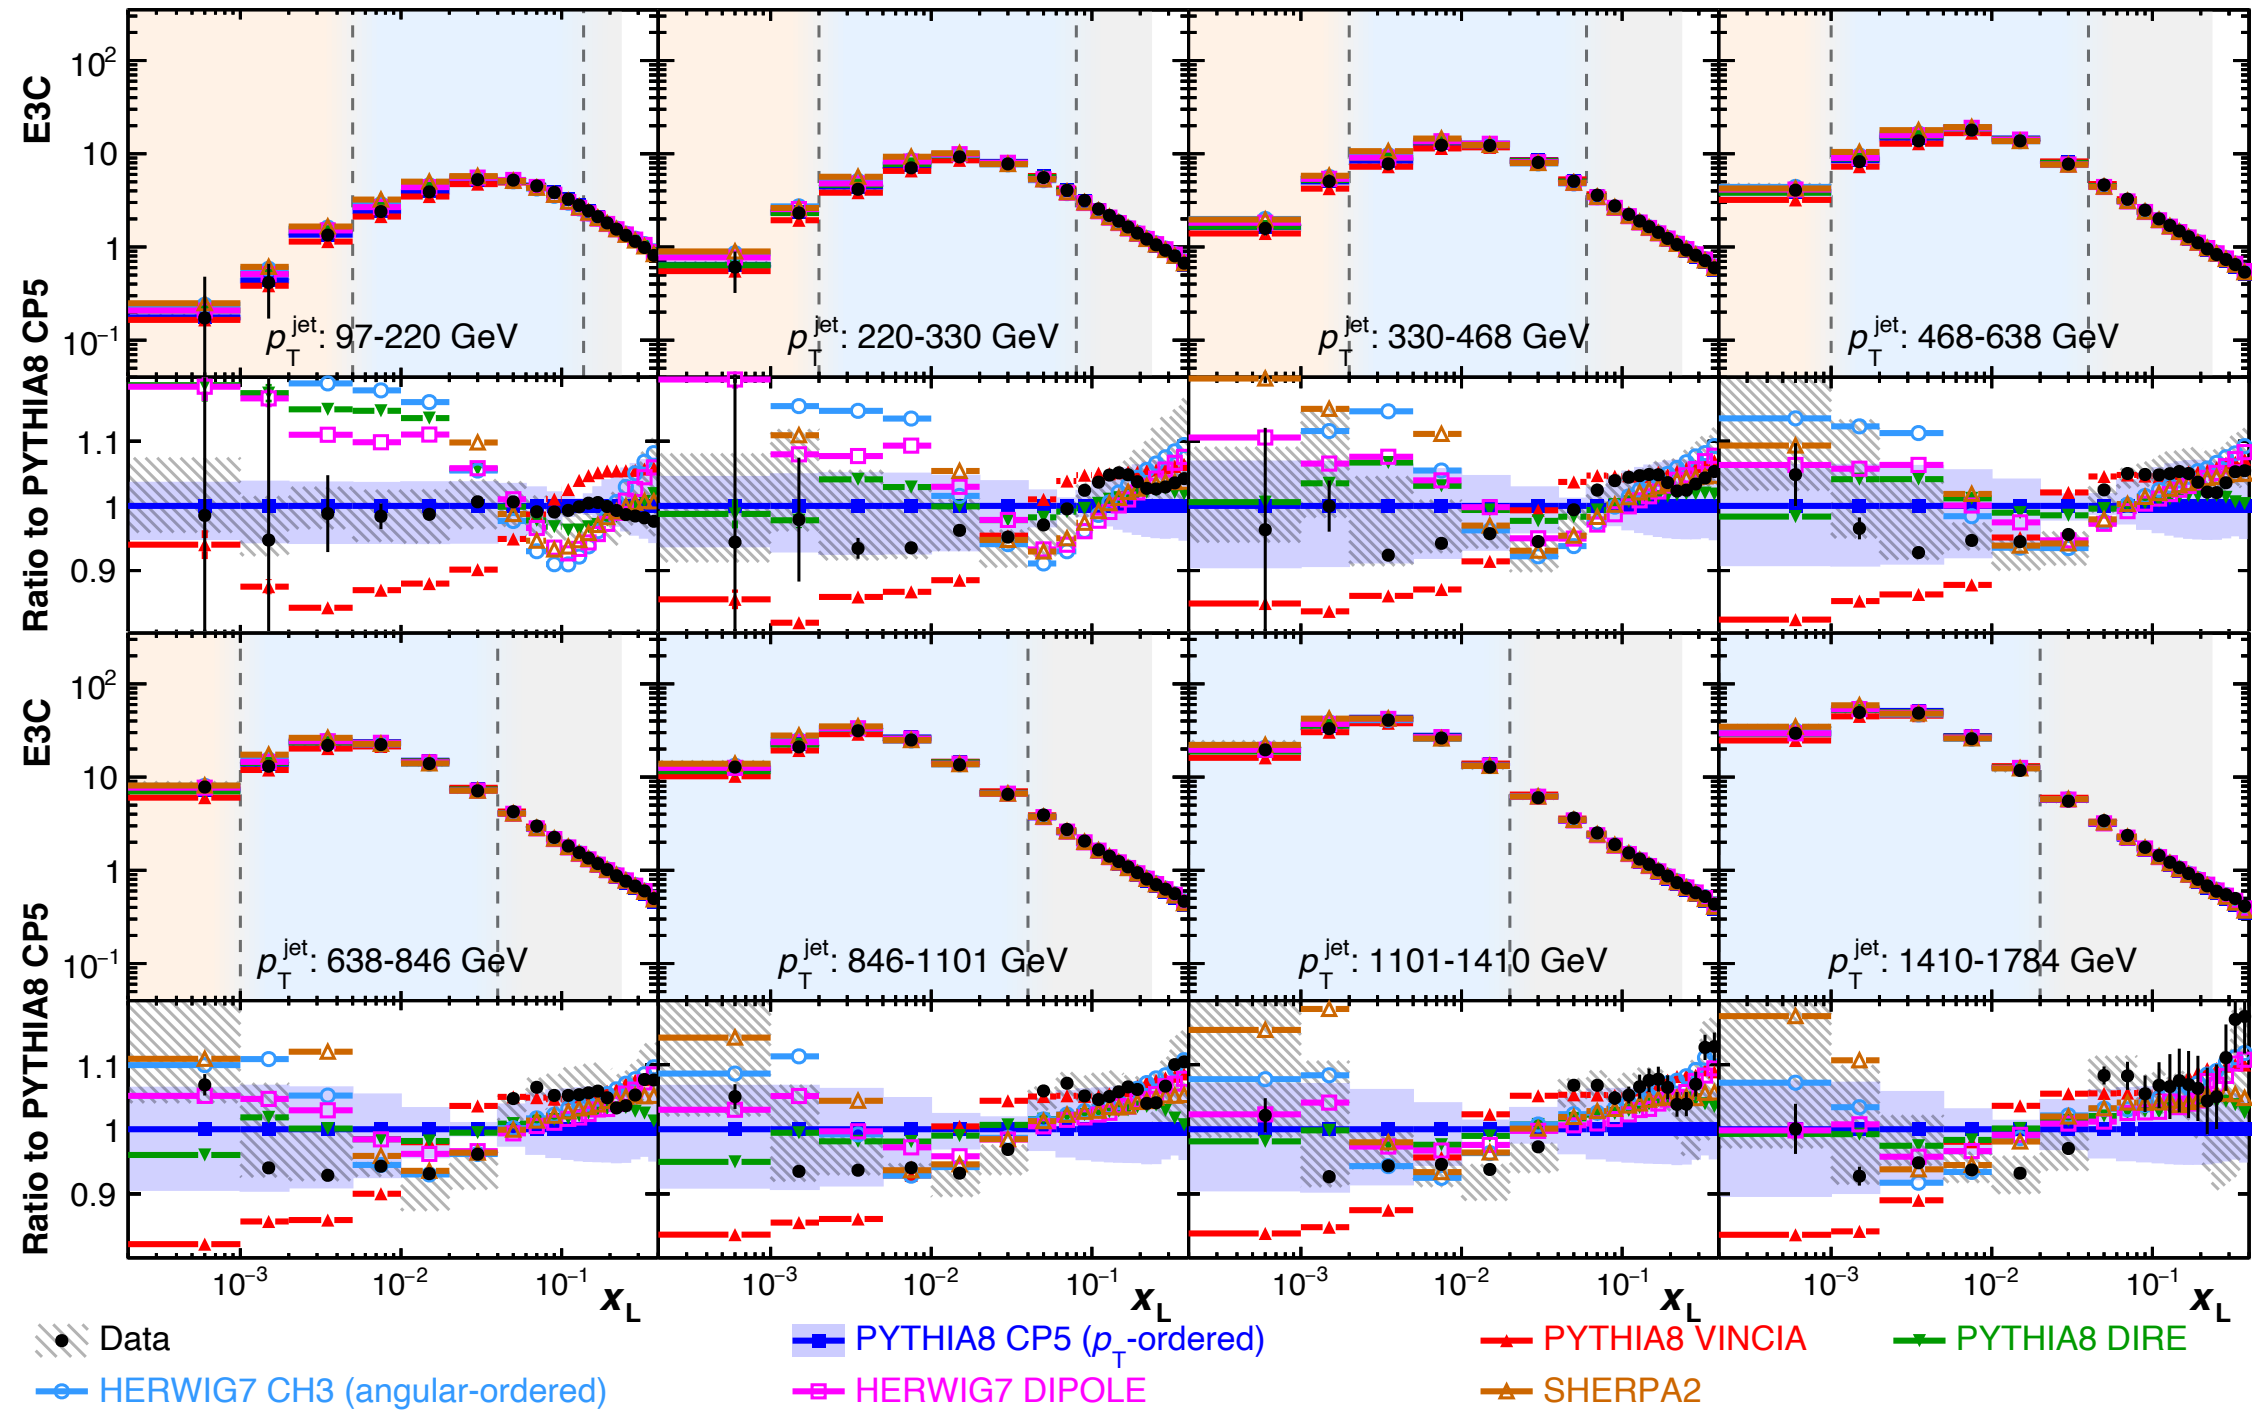 E3C
10²
10
1
10⁻¹
p_T^jet: 97-220 GeV
p_T^jet: 220-330 GeV
p_T^jet: 330-468 GeV
p_T^jet: 468-638 GeV
Ratio to PYTHIA8 CP5
1.1
1
0.9
E3C
10²
10
1
10⁻¹
p_T^jet: 638-846 GeV
p_T^jet: 846-1101 GeV
p_T^jet: 1101-1410 GeV
p_T^jet: 1410-1784 GeV
Ratio to PYTHIA8 CP5
1.1
1
0.9
10⁻³ 10⁻² 10⁻¹ 10⁻³ 10⁻² 10⁻¹ 10⁻³ 10⁻² 10⁻¹ 10⁻³ 10⁻² 10⁻¹
x_L x_L x_L x_L
Data PYTHIA8 CP5 (p_T-ordered) PYTHIA8 VINCIA PYTHIA8 DIRE
HERWIG7 CH3 (angular-ordered) HERWIG7 DIPOLE SHERPA2